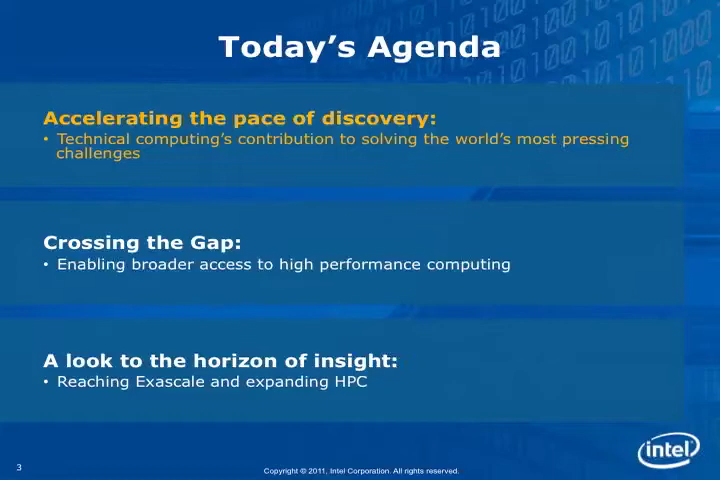 Today’s Agenda
Accelerating the pace of discovery:
• Technical computing’s contribution to solving the world’s most pressing
challenges
Crossing the Gap:
• Enabling broader access to high performance computing
A look to the horizon of insight:
• Reaching Exascale and expanding HPC
3
Copyright © 2011, Intel Corporation. All rights reserved.
intel